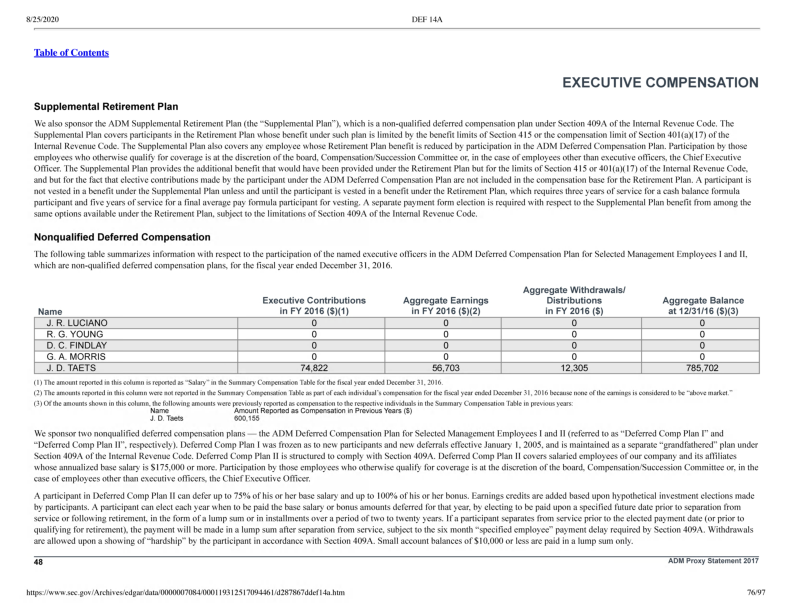 8/25/2020 DEF 14A
Table of Contents
EXECUTIVE COMPENSATION
Supplemental Retirement Plan
We also sponsor the ADM Supplemental Retirement Plan (the “Supplemental Plan”), which is a non-qualified deferred compensation plan under Section 409A of the Internal Revenue Code. The
Supplemental Plan covers participants in the Retirement Plan whose benefit under such plan is limited by the benefit limits of Section 415 or the compensation limit of Section 401(a)(17) of the
Internal Revenue Code. The Supplemental Plan also covers any employee whose Retirement Plan benefit is reduced by participation in the ADM Deferred Compensation Plan. Participation by those
employees who otherwise qualify for coverage is at the discretion of the board, Compensation/Succession Committee or, in the case of employees other than executive officers, the Chief Executive
Officer. The Supplemental Plan provides the additional benefit that would have been provided under the Retirement Plan but for the limits of Section 415 or 401(a)(17) of the Internal Revenue Code,
and but for the fact that elective contributions made by the participant under the ADM Deferred Compensation Plan are not included in the compensation base for the Retirement Plan. A participant is
not vested in a benefit under the Supplemental Plan unless and until the participant is vested in a benefit under the Retirement Plan, which requires three years of service for a cash balance formula
participant and five years of service for a final average pay formula participant for vesting. A separate payment form election is required with respect to the Supplemental Plan benefit from among the
same options available under the Retirement Plan, subject to the limitations of Section 409A of the Internal Revenue Code.
Nonqualified Deferred Compensation
The following table summarizes information with respect to the participation of the named executive officers in the ADM Deferred Compensation Plan for Selected Management Employees I and II,
which are non-qualified deferred compensation plans, for the fiscal year ended December 31, 2016.
Name Executive Contributions in FY 2016 ($)(1) Aggregate Earnings in FY 2016 ($)(2) Aggregate Withdrawals/ Distributions in FY 2016 ($) Aggregate Balance at 12/31/16 ($)(3)
J. R. LUCIANO 0 0 0 0
R. G. YOUNG 0 0 0 0
D. C. FINDLAY 0 0 0 0
G. A. MORRIS 0 0 0 0
J. D. TAETS 74,822 56,703 12,305 785,702
(1) The amount reported in this column is reported as “Salary” in the Summary Compensation Table for the fiscal year ended December 31, 2016.
(2) The amounts reported in this column were not reported in the Summary Compensation Table as part of each individual’s compensation for the fiscal year ended December 31, 2016 because none of the earnings is considered to be “above market.”
(3) Of the amounts shown in this column, the following amounts were previously reported as compensation to the respective individuals in the Summary Compensation Table in previous years:
Name Amount Reported as Compensation in Previous Years ($)
J. D. Taets 600,155
We sponsor two nonqualified deferred compensation plans — the ADM Deferred Compensation Plan for Selected Management Employees I and II (referred to as “Deferred Comp Plan I” and
“Deferred Comp Plan II”, respectively). Deferred Comp Plan I was frozen as to new participants and new deferrals effective January 1, 2005, and is maintained as a separate “grandfathered” plan under
Section 409A of the Internal Revenue Code. Deferred Comp Plan II is structured to comply with Section 409A. Deferred Comp Plan II covers salaried employees of our company and its affiliates
whose annualized base salary is $175,000 or more. Participation by those employees who otherwise qualify for coverage is at the discretion of the board, Compensation/Succession Committee or, in the
case of employees other than executive officers, the Chief Executive Officer.
A participant in Deferred Comp Plan II can defer up to 75% of his or her base salary and up to 100% of his or her bonus. Earnings credits are added based upon hypothetical investment elections made
by participants. A participant can elect each year when to be paid the base salary or bonus amounts deferred for that year, by electing to be paid upon a specified future date prior to separation from
service or following retirement, in the form of a lump sum or in installments over a period of two to twenty years. If a participant separates from service prior to the elected payment date (or prior to
qualifying for retirement), the payment will be made in a lump sum after separation from service, subject to the six month “specified employee” payment delay required by Section 409A. Withdrawals
are allowed upon a showing of “hardship” by the participant in accordance with Section 409A. Small account balances of $10,000 or less are paid in a lump sum only.
48 ADM Proxy Statement 2017
https://www.sec.gov/Archives/edgar/data/0000007084/000119312517094461/d287867ddef14a.htm 76/97